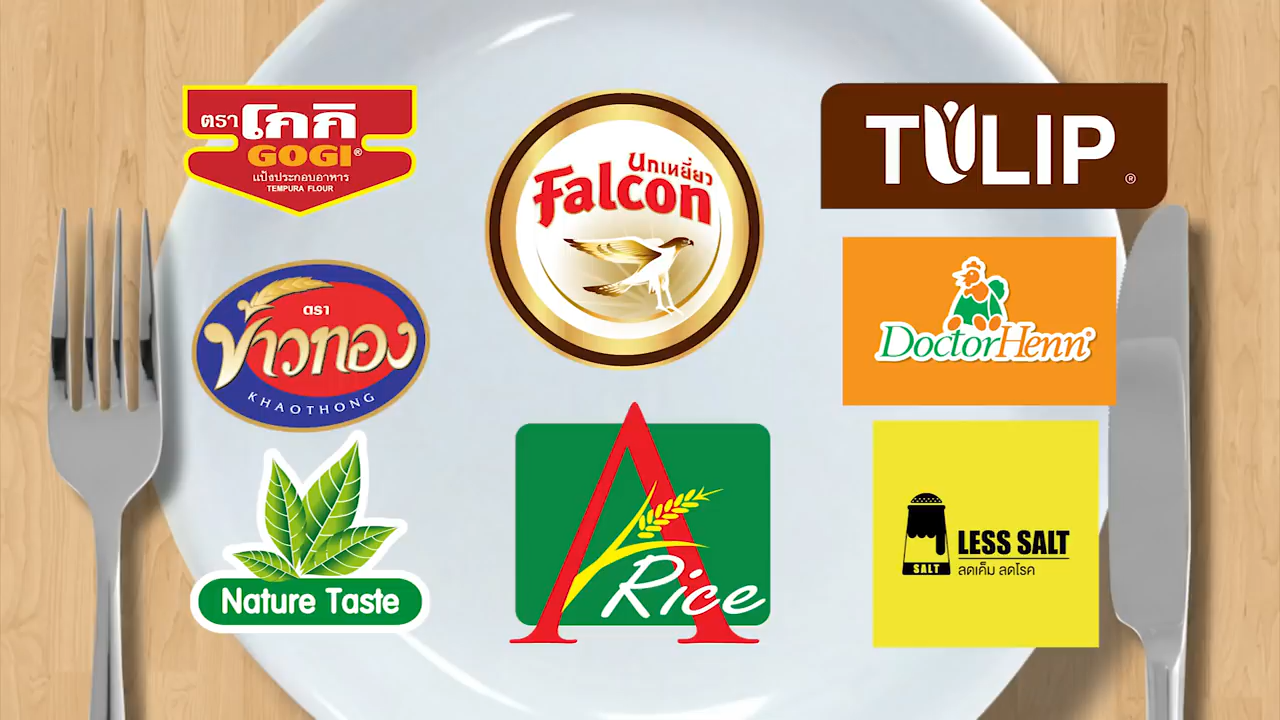 ตราโกกิ
GOGI®
แป้งประกอบอาหาร
TEMPURA FLOUR
นกเหยี่ยว
Falcon
TULIP ®
ตรา
ข้าวทอง
KHAOTHONG
DoctorHenn®
Nature Taste
A
Rice
SALT
LESS SALT
ลดเค็ม ลดโรค